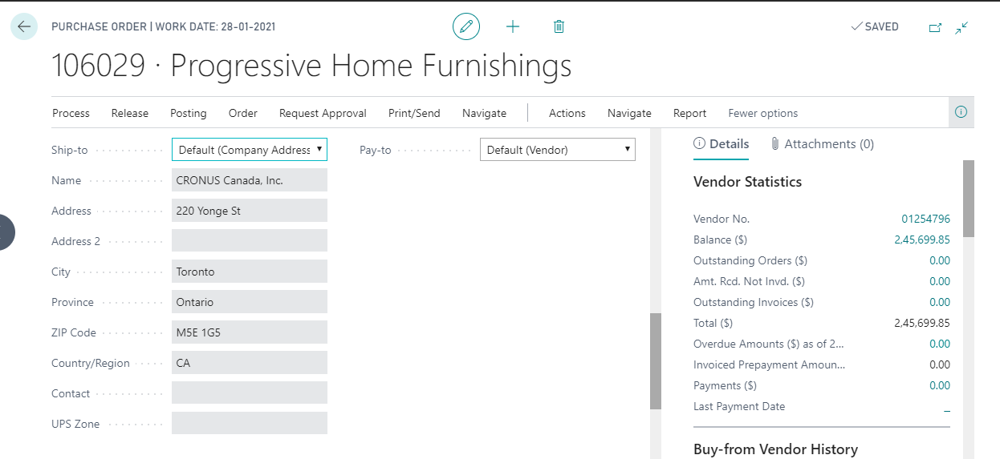 PURCHASE ORDER | WORK DATE: 28-01-2021
SAVED
106029 · Progressive Home Furnishings
Process Release Posting Order Request Approval Print/Send Navigate Actions Navigate Report Fewer options
Ship-to Default (Company Address
Name CRONUS Canada, Inc.
Address 220 Yonge St
Address 2
City Toronto
Province Ontario
ZIP Code M5E 1G5
Country/Region CA
Contact
UPS Zone
Pay-to Default (Vendor)
Details Attachments (0)
Vendor Statistics
Vendor No. 01254796
Balance ($) 2,45,699.85
Outstanding Orders ($) 0.00
Amt. Rcd. Not Invd. ($) 0.00
Outstanding Invoices ($) 0.00
Total ($) 2,45,699.85
Overdue Amounts ($) as of 2... 0.00
Invoiced Prepayment Amoun... 0.00
Payments ($) 0.00
Last Payment Date _
Buy-from Vendor History